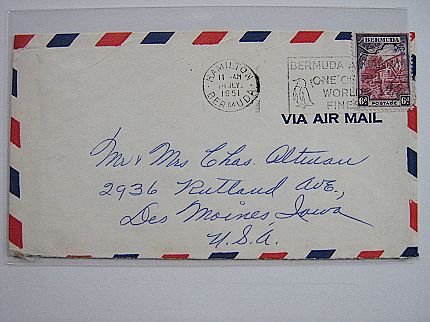 HAMILTON
11 - AM
JLY.
1951
BERMUDA
BERMUDA A
ONE OF
WORLD
FINE
BERMUDA
POSTAGE
VIA AIR MAIL
Mr & Mrs Chas. Altman
2936 Rutland Ave.,
Des Moines, Iowa
U.S.A.